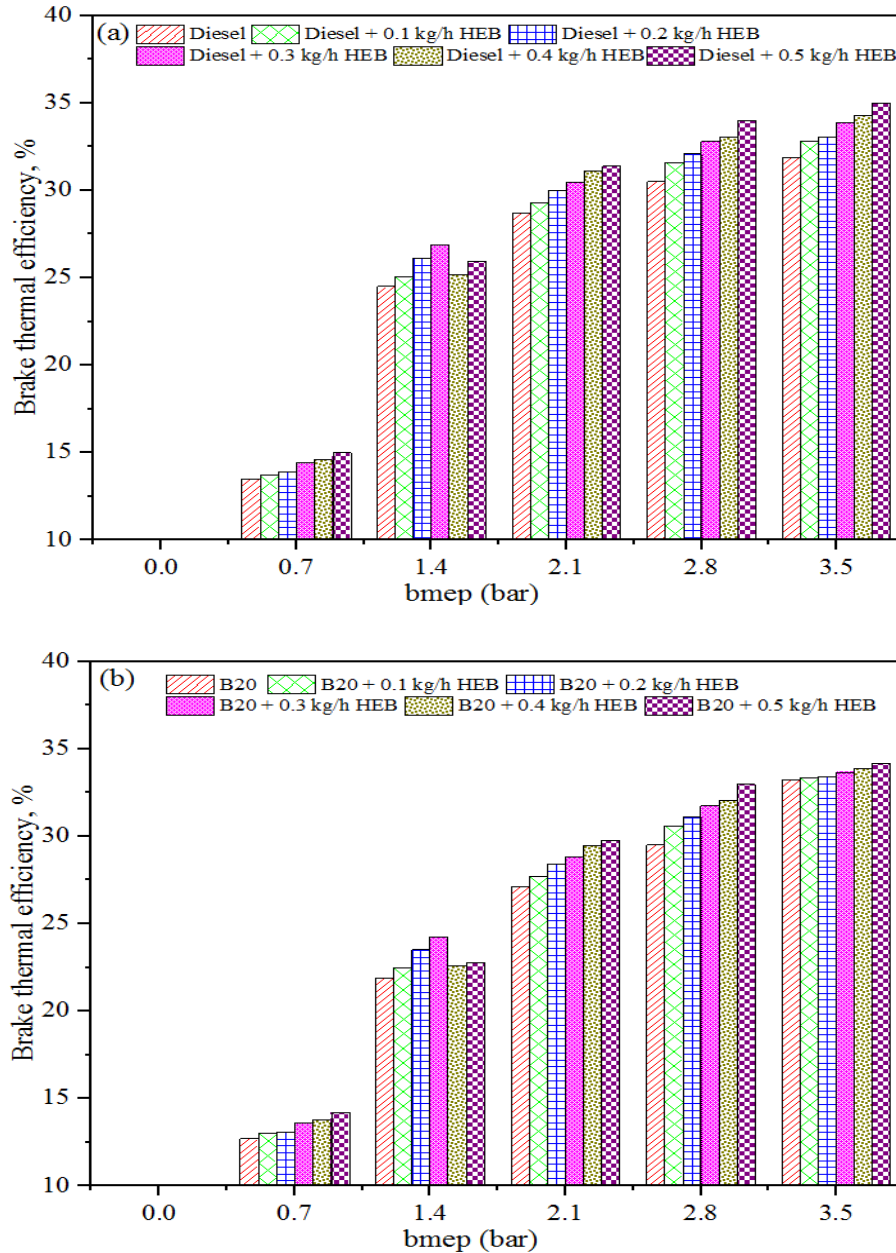 (a) Diesel Diesel + 0.1 kg/h HEB Diesel + 0.2 kg/h HEB
Diesel + 0.3 kg/h HEB Diesel + 0.4 kg/h HEB Diesel + 0.5 kg/h HEB
Brake thermal efficiency, %
40
35
30
25
20
15
10
0.0 0.7 1.4 2.1 2.8 3.5
bmep (bar)
(b) B20 B20 + 0.1 kg/h HEB B20 + 0.2 kg/h HEB
B20 + 0.3 kg/h HEB B20 + 0.4 kg/h HEB B20 + 0.5 kg/h HEB
Brake thermal efficiency, %
40
35
30
25
20
15
10
0.0 0.7 1.4 2.1 2.8 3.5
bmep (bar)